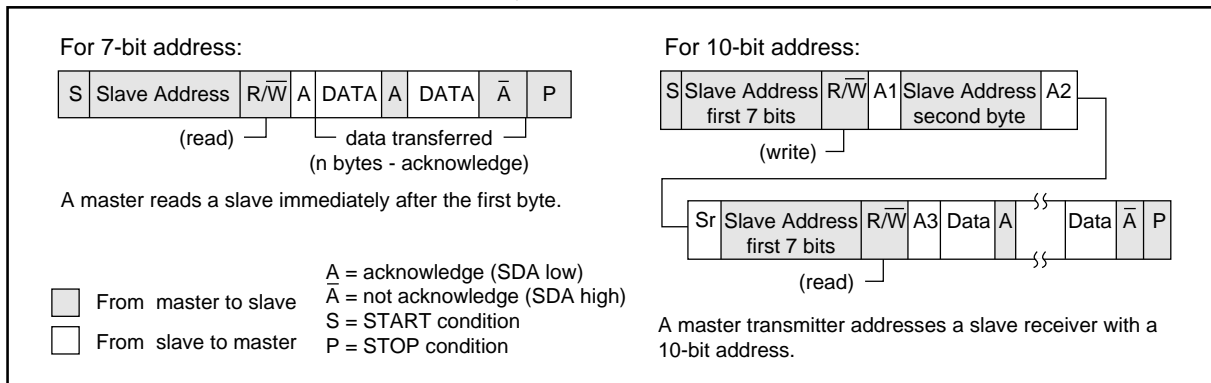 For 7-bit address:
S Slave Address R/W̅ A DATA A DATA A̅ P
(read) data transferred
(n bytes - acknowledge)
A master reads a slave immediately after the first byte.
From master to slave
From slave to master
A = acknowledge (SDA low)
A̅ = not acknowledge (SDA high)
S = START condition
P = STOP condition
For 10-bit address:
S Slave Address first 7 bits R/W̅ A1 Slave Address second byte A2
(write)
Sr Slave Address first 7 bits R/W̅ A3 Data A Data A̅ P
(read)
A master transmitter addresses a slave receiver with a
10-bit address.